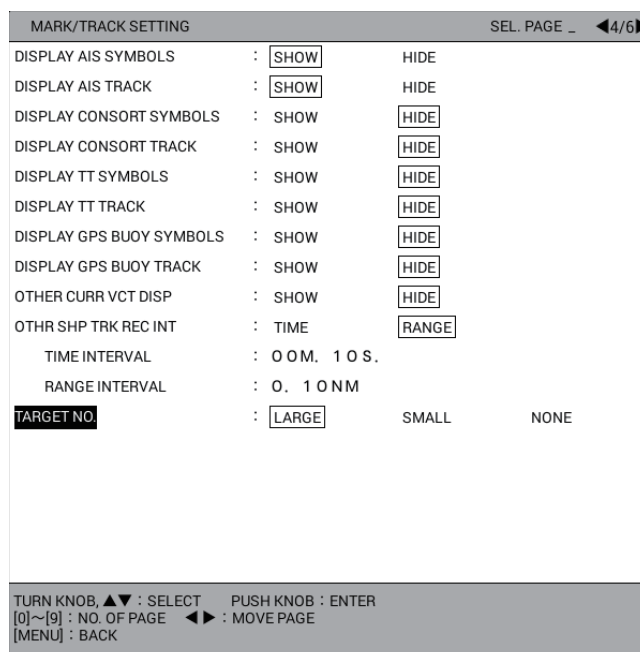 MARK/TRACK SETTING SEL. PAGE _ ◀4/6▶
DISPLAY AIS SYMBOLS : SHOW HIDE
DISPLAY AIS TRACK : SHOW HIDE
DISPLAY CONSORT SYMBOLS : SHOW HIDE
DISPLAY CONSORT TRACK : SHOW HIDE
DISPLAY TT SYMBOLS : SHOW HIDE
DISPLAY TT TRACK : SHOW HIDE
DISPLAY GPS BUOY SYMBOLS : SHOW HIDE
DISPLAY GPS BUOY TRACK : SHOW HIDE
OTHER CURR VCT DISP : SHOW HIDE
OTHR SHP TRK REC INT : TIME RANGE
TIME INTERVAL : 00M. 10S.
RANGE INTERVAL : 0. 10NM
TARGET NO. : LARGE SMALL NONE
TURN KNOB, ▲▼ : SELECT PUSH KNOB : ENTER
[0]～[9] : NO. OF PAGE ◀ ▶ : MOVE PAGE
[MENU] : BACK